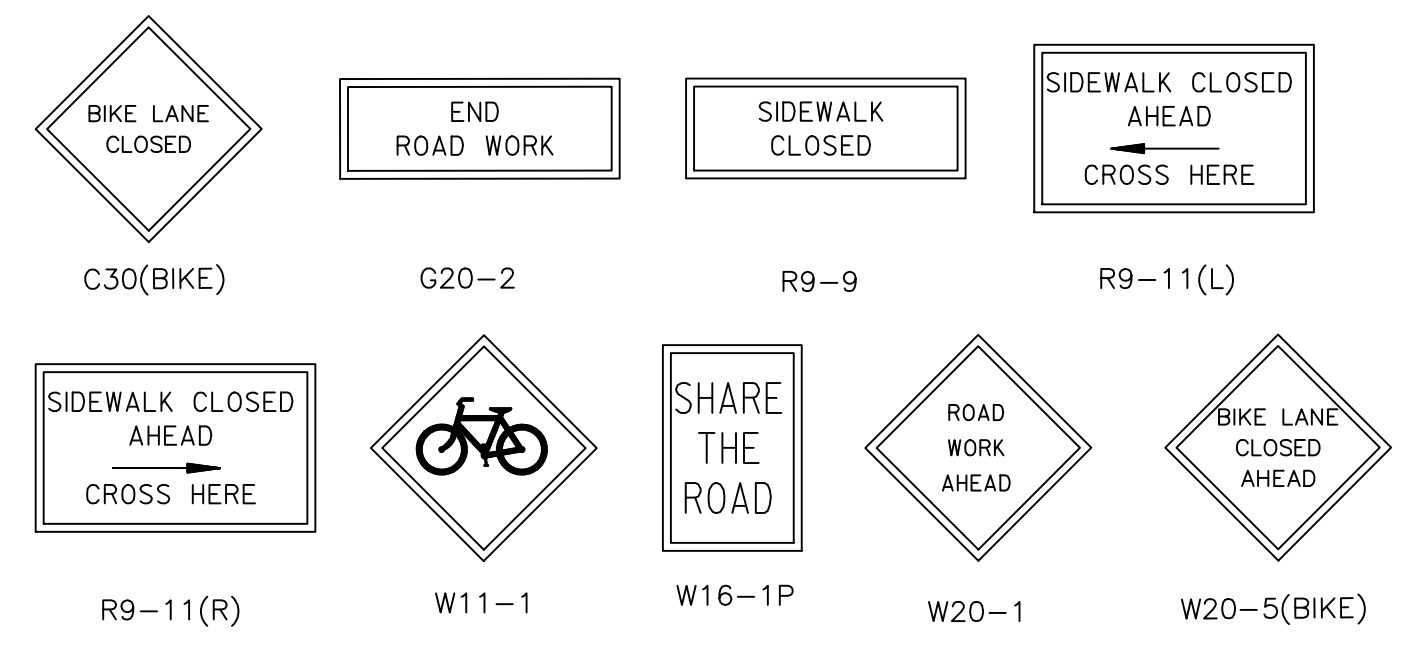 BIKE LANE
CLOSED
C30(BIKE)
END
ROAD WORK
G20-2
SIDEWALK
CLOSED
R9-9
SIDEWALK CLOSED
AHEAD
CROSS HERE
R9-11(L)
SIDEWALK CLOSED
AHEAD
CROSS HERE
R9-11(R)
W11-1
SHARE
THE
ROAD
W16-1P
ROAD
WORK
AHEAD
W20-1
BIKE LANE
CLOSED
AHEAD
W20-5(BIKE)